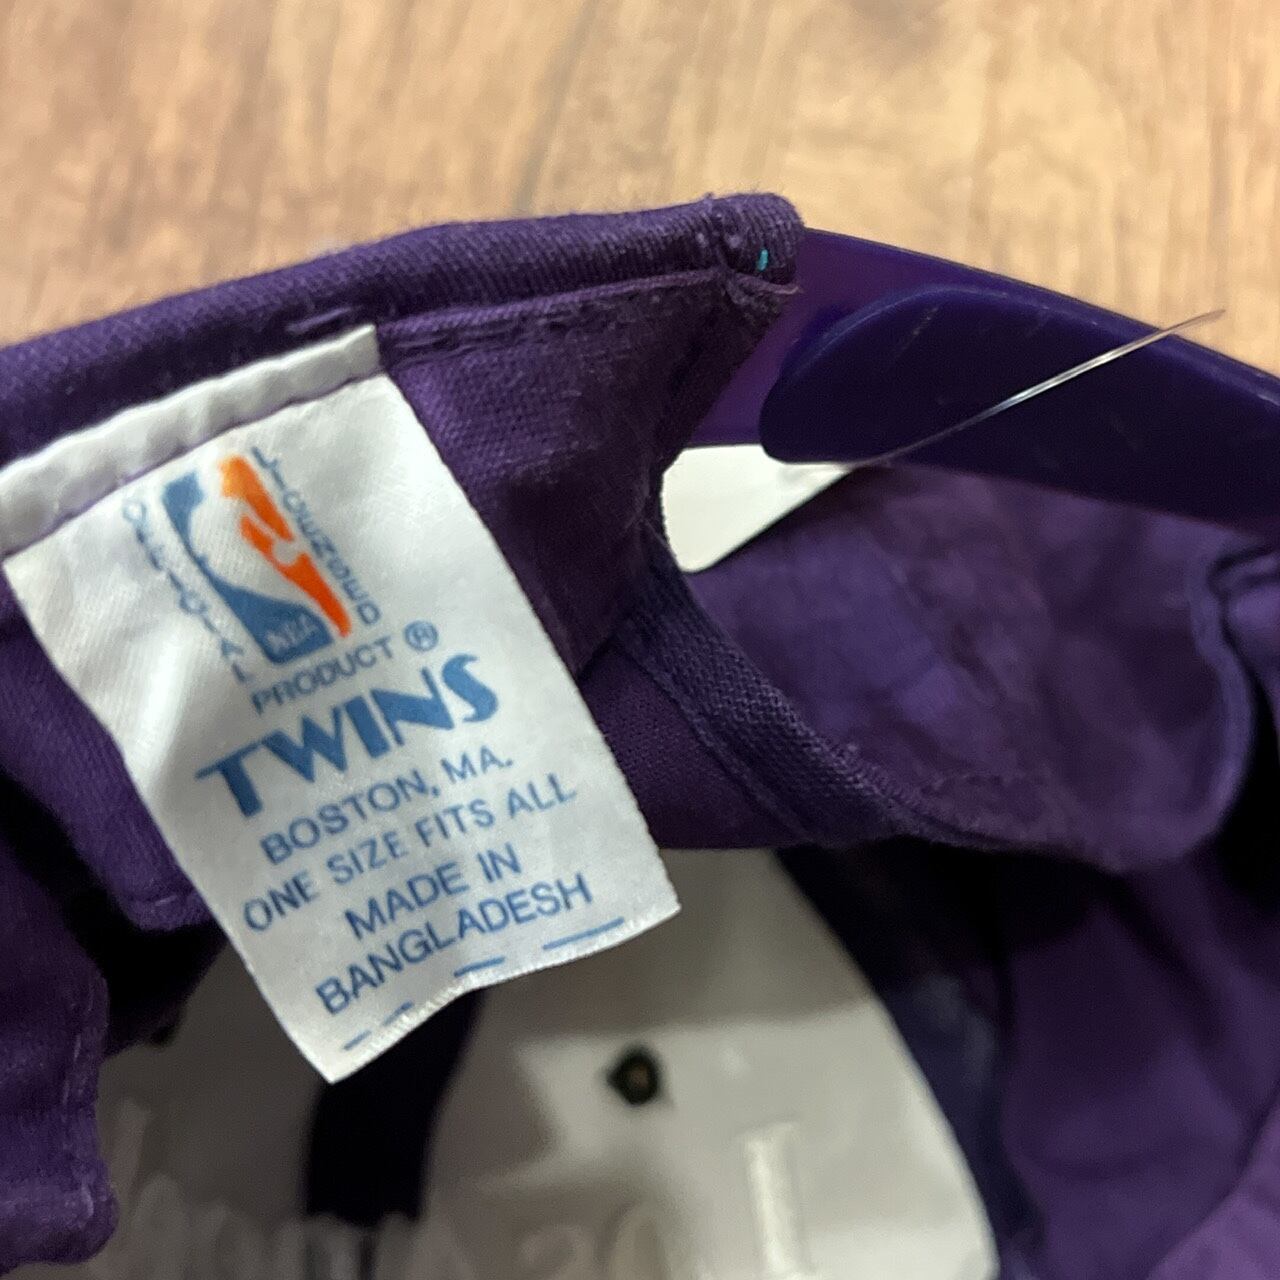 OFFICIAL LICENSED
NBA
PRODUCT ®
TWINS
BOSTON, MA.
ONE SIZE FITS ALL
MADE IN
BANGLADESH